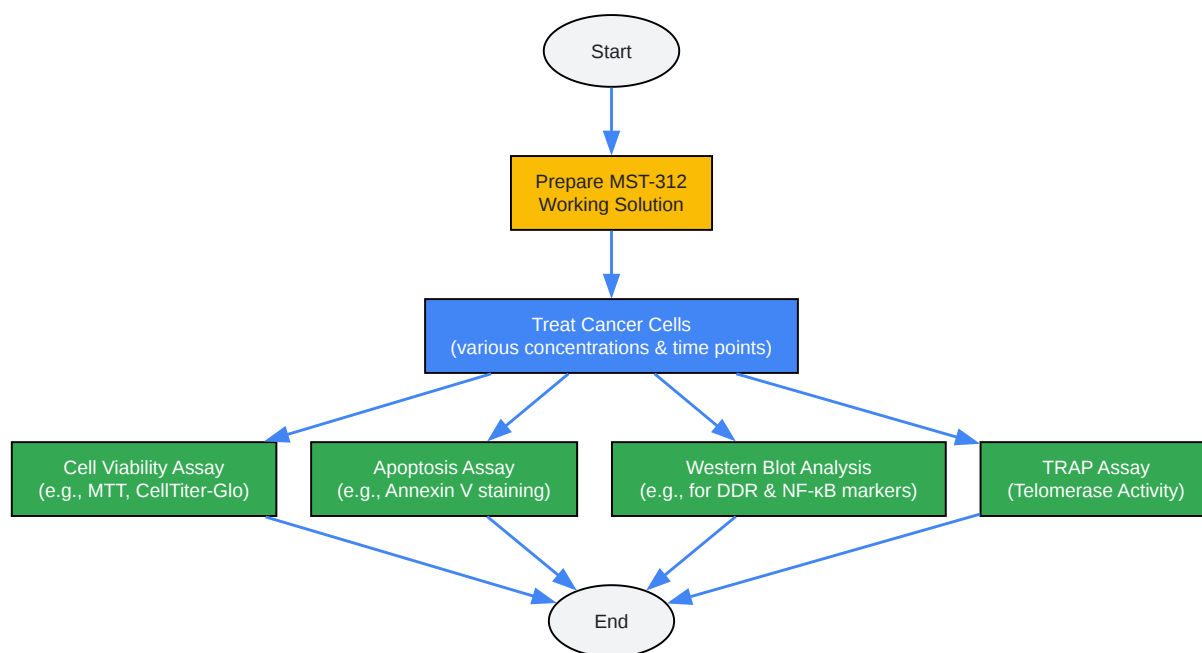 Start
Prepare MST-312
Working Solution
Treat Cancer Cells
(various concentrations & time points)
Cell Viability Assay
(e.g., MTT, CellTiter-Glo)
Apoptosis Assay
(e.g., Annexin V staining)
Western Blot Analysis
(e.g., for DDR & NF-κB markers)
TRAP Assay
(Telomerase Activity)
End